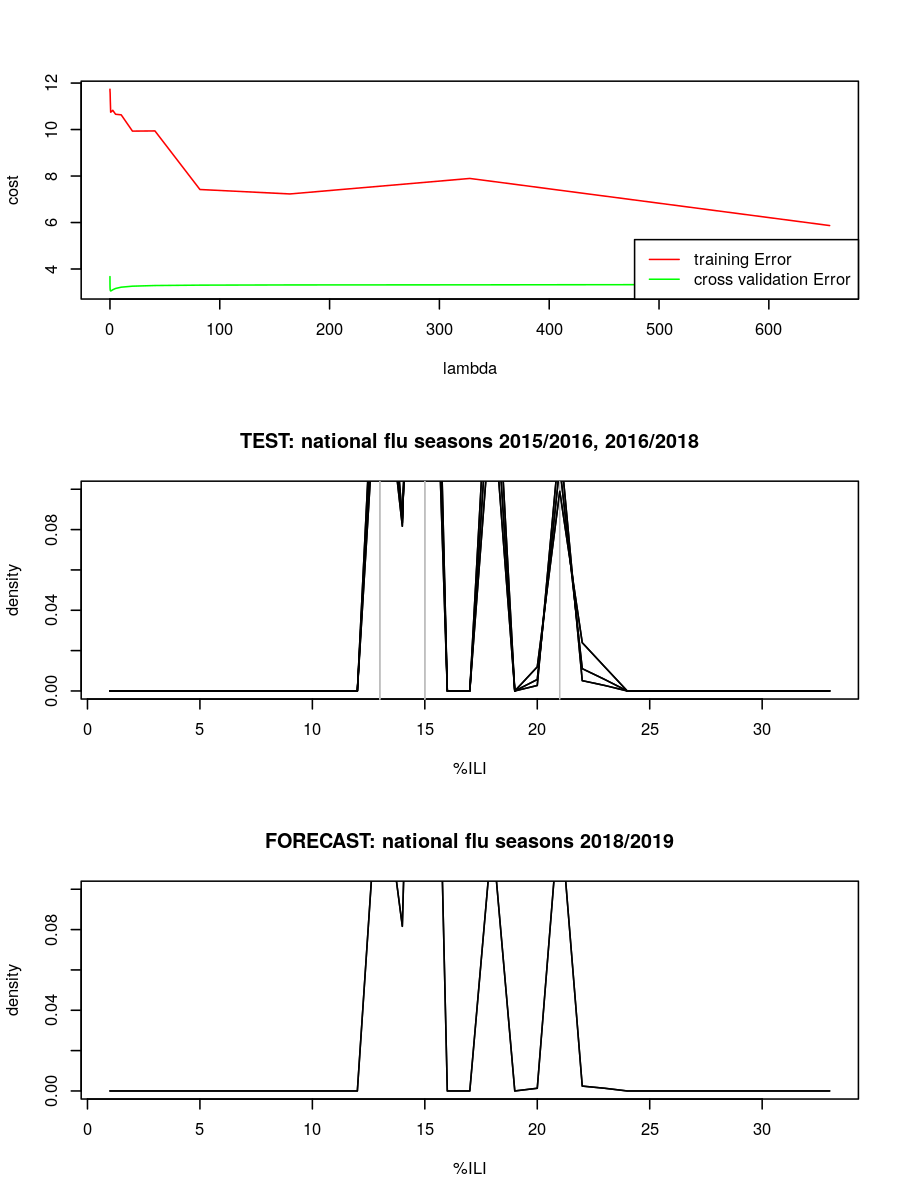 12
10
8
6
4
cost
training Error
cross validation Error
0 100 200 300 400 500 600
lambda
TEST: national flu seasons 2015/2016, 2016/2018
0.08
0.04
0.00
density
0 5 10 15 20 25 30
%ILI
FORECAST: national flu seasons 2018/2019
0.08
0.04
0.00
density
0 5 10 15 20 25 30
%ILI